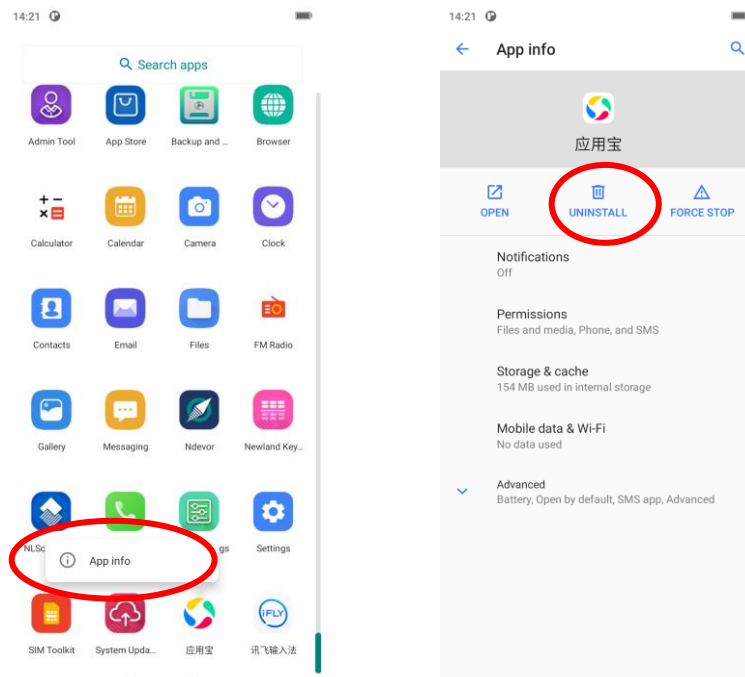 14:21
Search apps
Admin Tool
App Store
Backup and ...
Browser
Calculator
Calendar
Camera
Clock
Contacts
Email
Files
FM Radio
Gallery
Messaging
Ndevor
Newland Key...
NLSc
gs
Settings
App info
SIM Toolkit
System Upda...
应用宝
iFLY
讯飞输入法
14:21
App info
应用宝
OPEN
UNINSTALL
FORCE STOP
Notifications
Off
Permissions
Files and media, Phone, and SMS
Storage & cache
154 MB used in internal storage
Mobile data & Wi-Fi
No data used
Advanced
Battery, Open by default, SMS app, Advanced